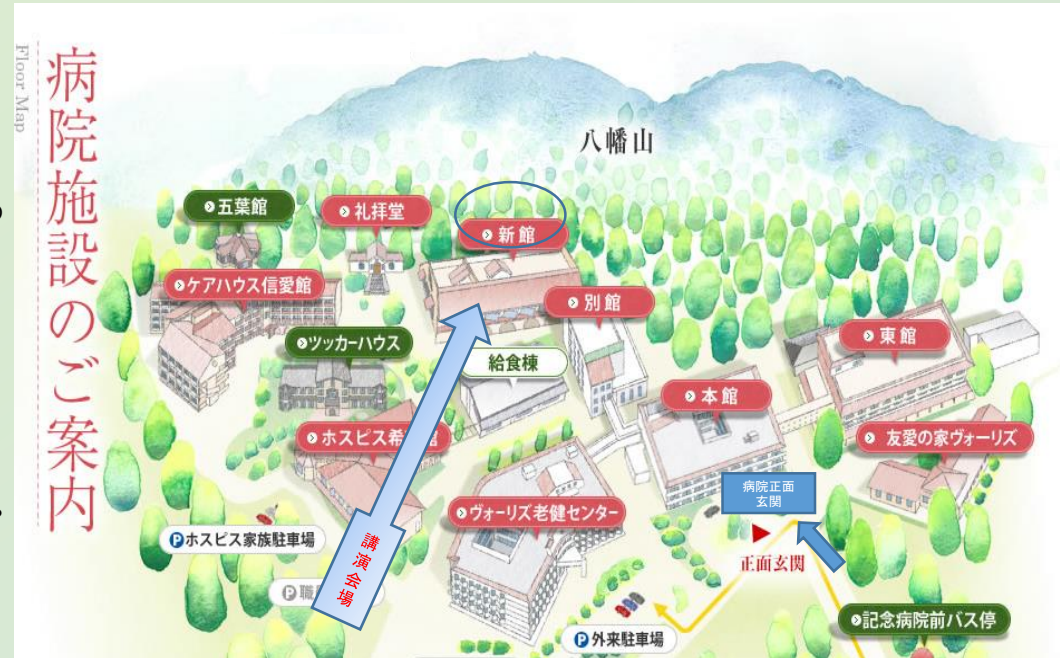 病院施設のご案内
Floor Map
八幡山
五葉館
礼拝堂
新館
ケアハウス信愛館
別館
ツッカーハウス
給食棟
東館
本館
ホスピス希
友愛の家ヴォーリズ
病院正面
玄関
ヴォーリズ老健センター
講演会場
正面玄関
Pホスピス家族駐車場
P職
記念病院前バス停
P外来駐車場